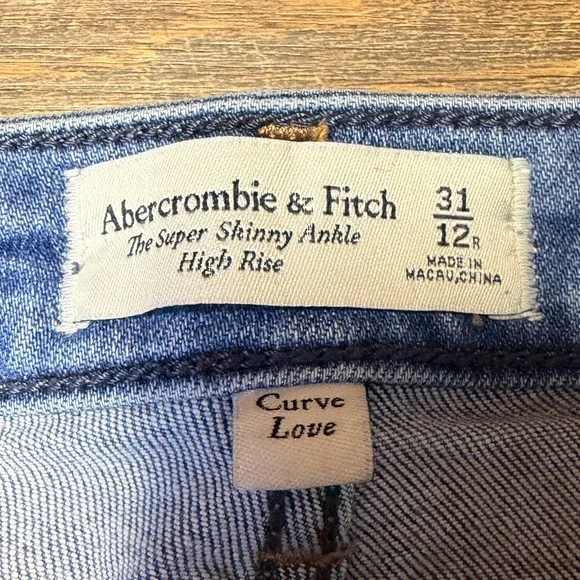 Abercrombie & Fitch
The Super Skinny Ankle
High Rise
31
12R
MADE IN
MACAU, CHINA
Curve
Love